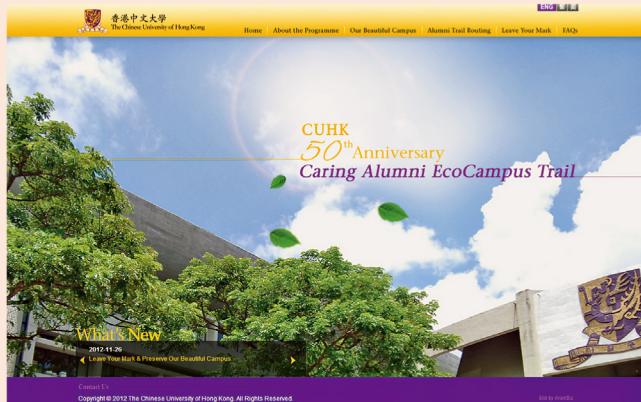 ENG 繁 簡
香港中文大學
The Chinese University of Hong Kong
Home About the Programme Our Beautiful Campus Alumni Trail Routing Leave Your Mark FAQs
CUHK
50th Anniversary
Caring Alumni EcoCampus Trail
What's New
2012-11-26
Leave Your Mark & Preserve Our Beautiful Campus
Contact Us
Copyright © 2012 The Chinese University of Hong Kong. All Rights Reserved.